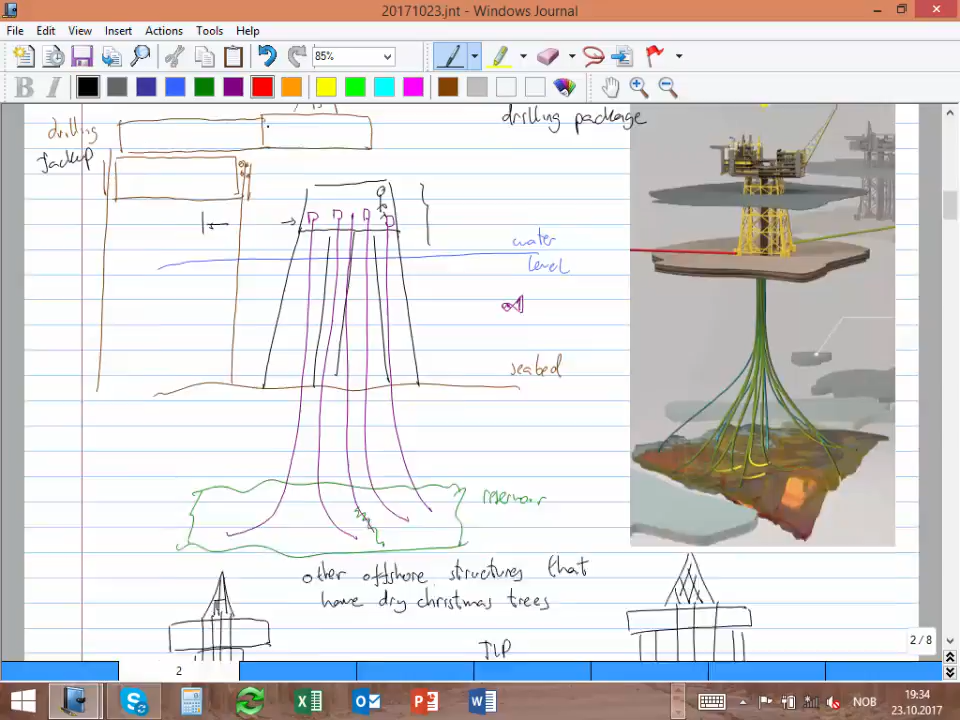 20171023.jnt - Windows Journal
File Edit View Insert Actions Tools Help
85%
B I
drilling package
drilling
Jackup
water
level
seabed
reservoir
other offshore structures that
have dry christmas trees
TLP
2 / 8
2
NOB
19:34
23.10.2017